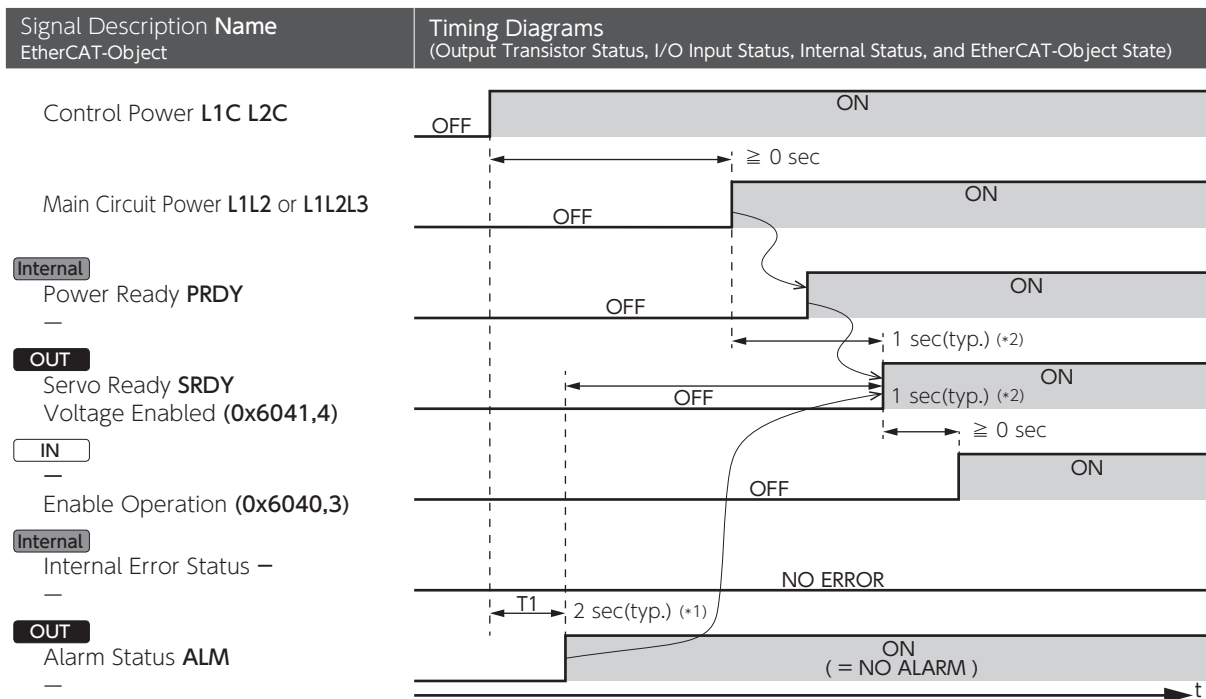 Signal Description Name
EtherCAT-Object
Timing Diagrams
(Output Transistor Status, I/O Input Status, Internal Status, and EtherCAT-Object State)
Control Power L1C L2C
OFF
ON
≧ 0 sec
Main Circuit Power L1L2 or L1L2L3
OFF
ON
Internal
Power Ready PRDY
—
OFF
ON
1 sec(typ.) (*2)
OUT
Servo Ready SRDY
Voltage Enabled (0x6041,4)
OFF
ON
1 sec(typ.) (*2)
≧ 0 sec
IN
—
Enable Operation (0x6040,3)
OFF
ON
Internal
Internal Error Status —
—
NO ERROR
T1
2 sec(typ.) (*1)
OUT
Alarm Status ALM
—
ON
( = NO ALARM )
t